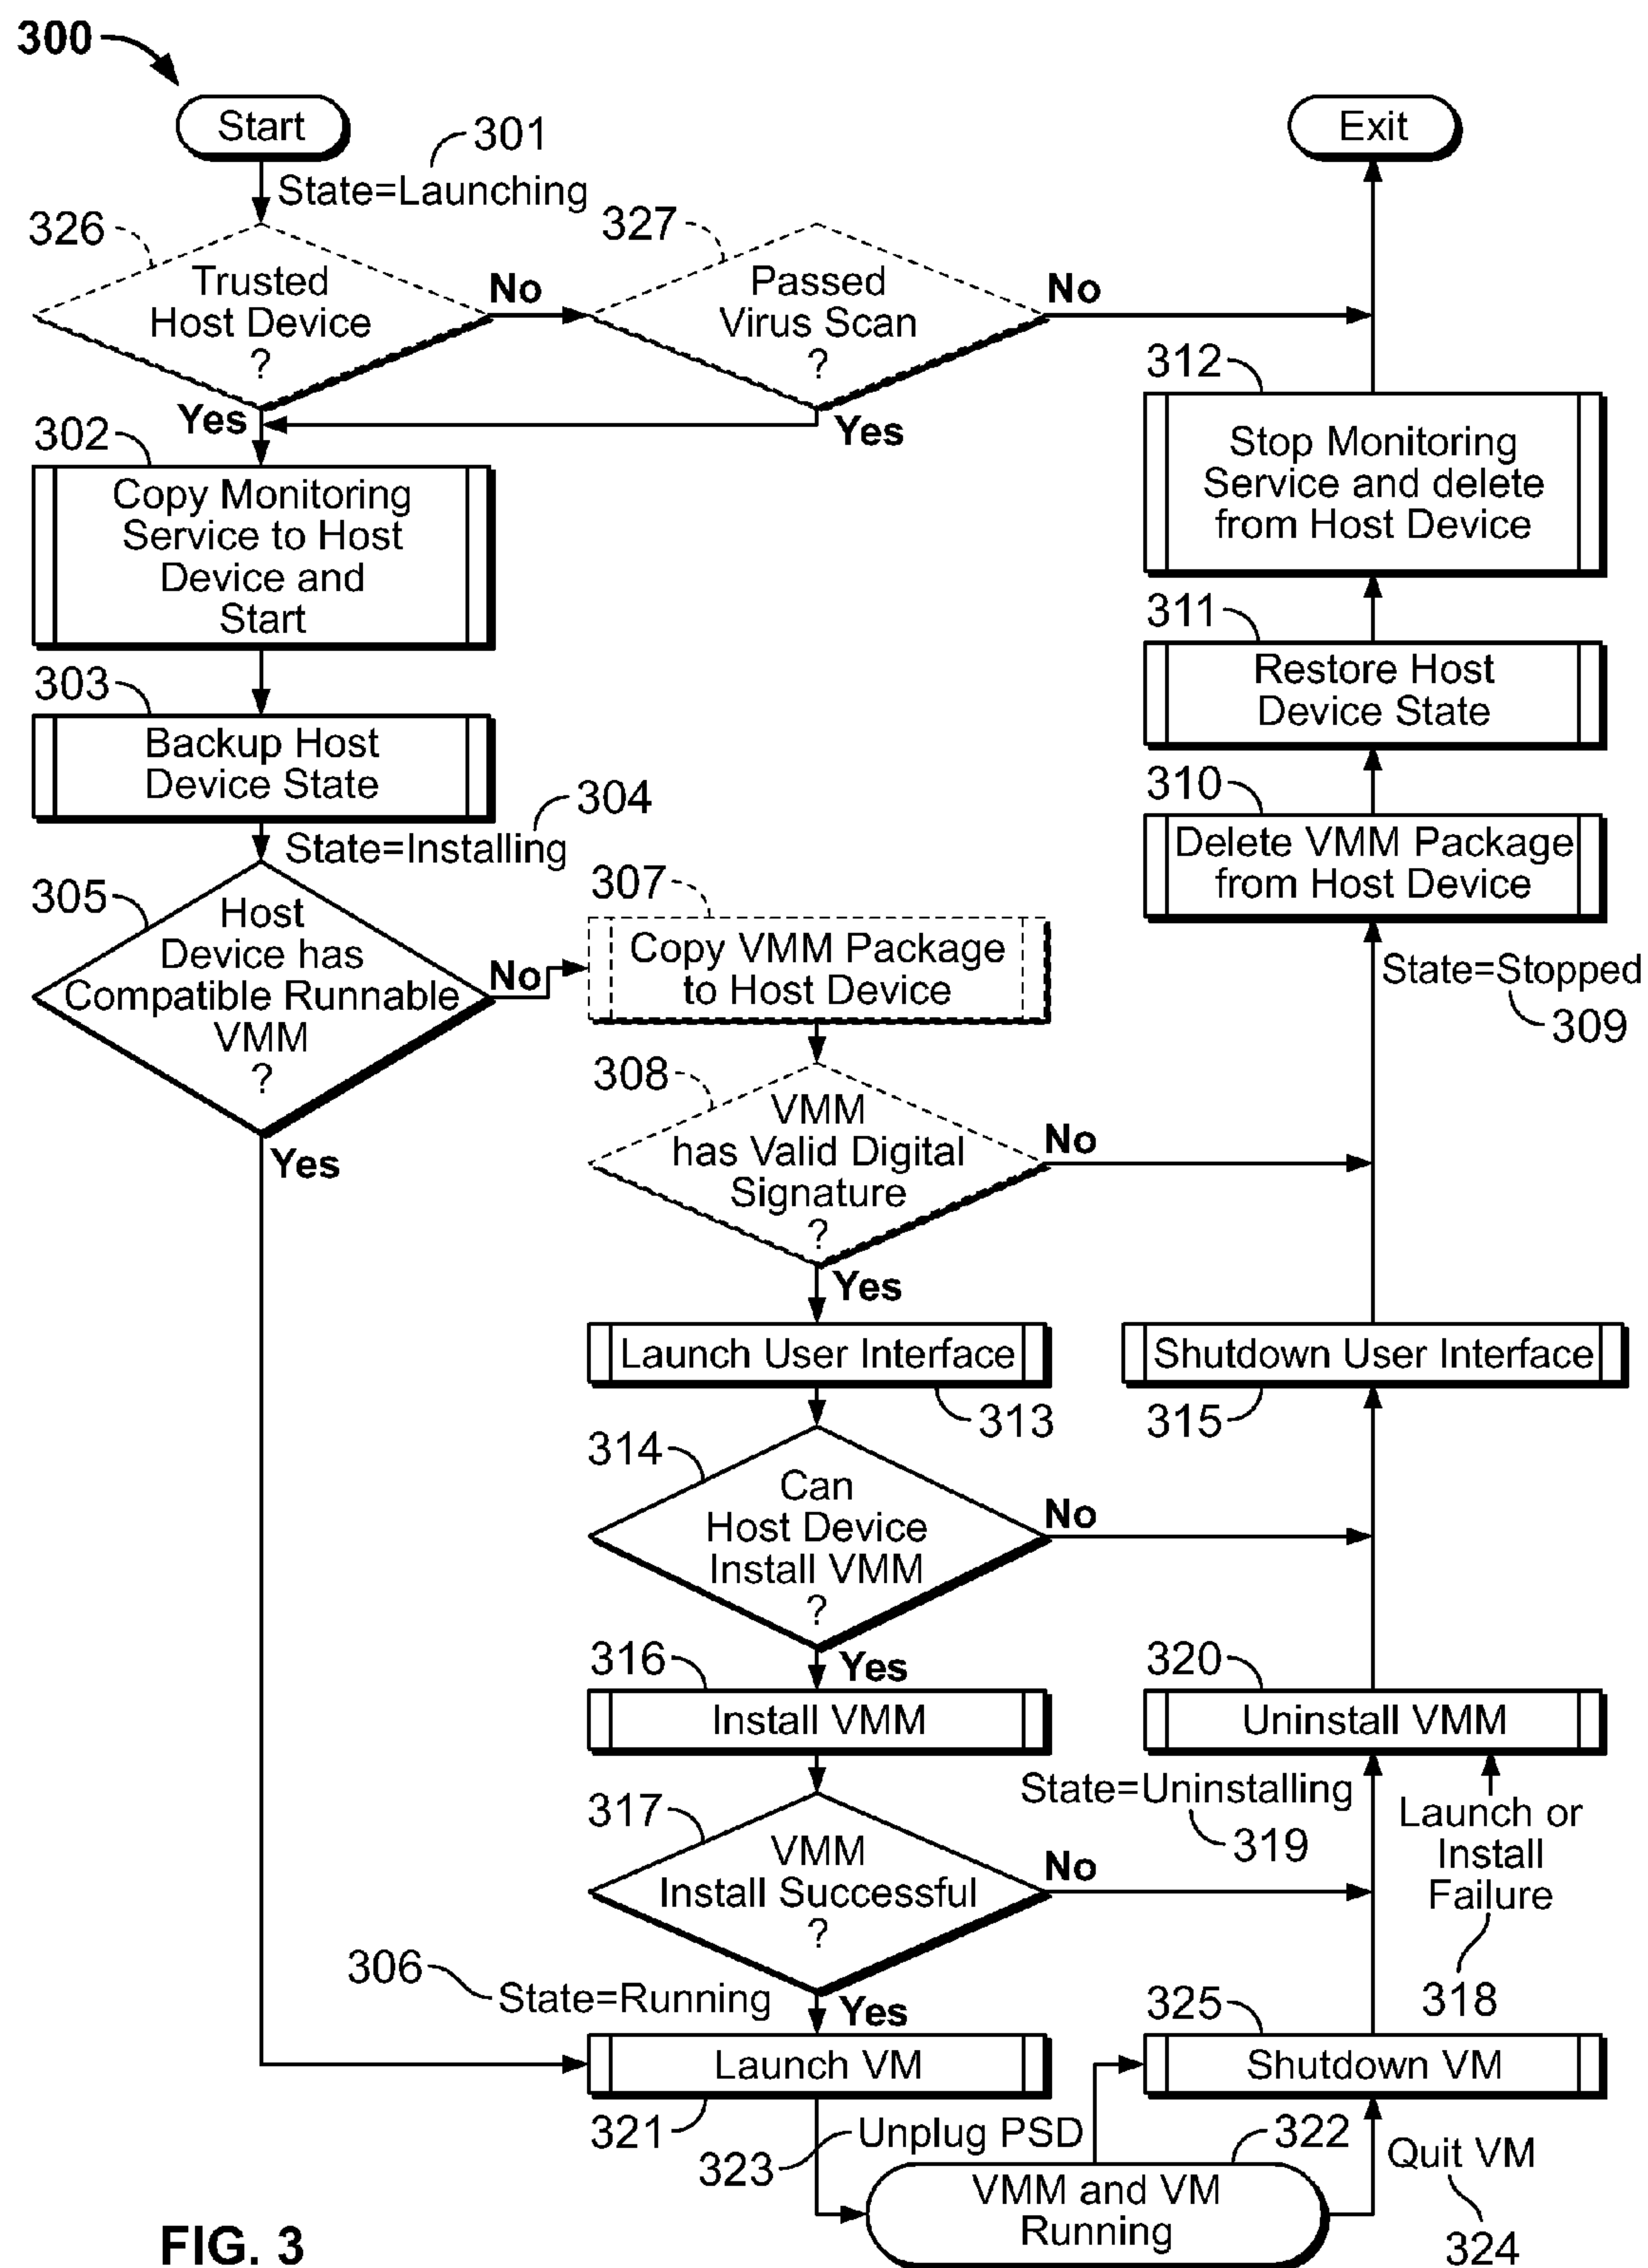 300
Start
301
State=Launching
326
Trusted
Host Device
?
No
Yes
327
Passed
Virus Scan
?
No
Yes
Exit
302
Copy Monitoring
Service to Host
Device and
Start
303
Backup Host
Device State
304
State=Installing
305
Host
Device has
Compatible Runnable
VMM
?
No
Yes
307
Copy VMM Package
to Host Device
308
VMM
has Valid Digital
Signature
?
No
Yes
Launch User Interface
313
314
Can
Host Device
Install VMM
?
No
Yes
316
Install VMM
317
VMM
Install Successful
?
No
Yes
306
State=Running
Launch VM
321
323
Unplug PSD
322
VMM and VM
Running
Quit VM
324
325
Shutdown VM
State=Uninstalling
319
Launch or
Install
Failure
318
320
Uninstall VMM
Shutdown User Interface
315
State=Stopped
309
310
Delete VMM Package
from Host Device
311
Restore Host
Device State
312
Stop Monitoring
Service and delete
from Host Device
FIG. 3